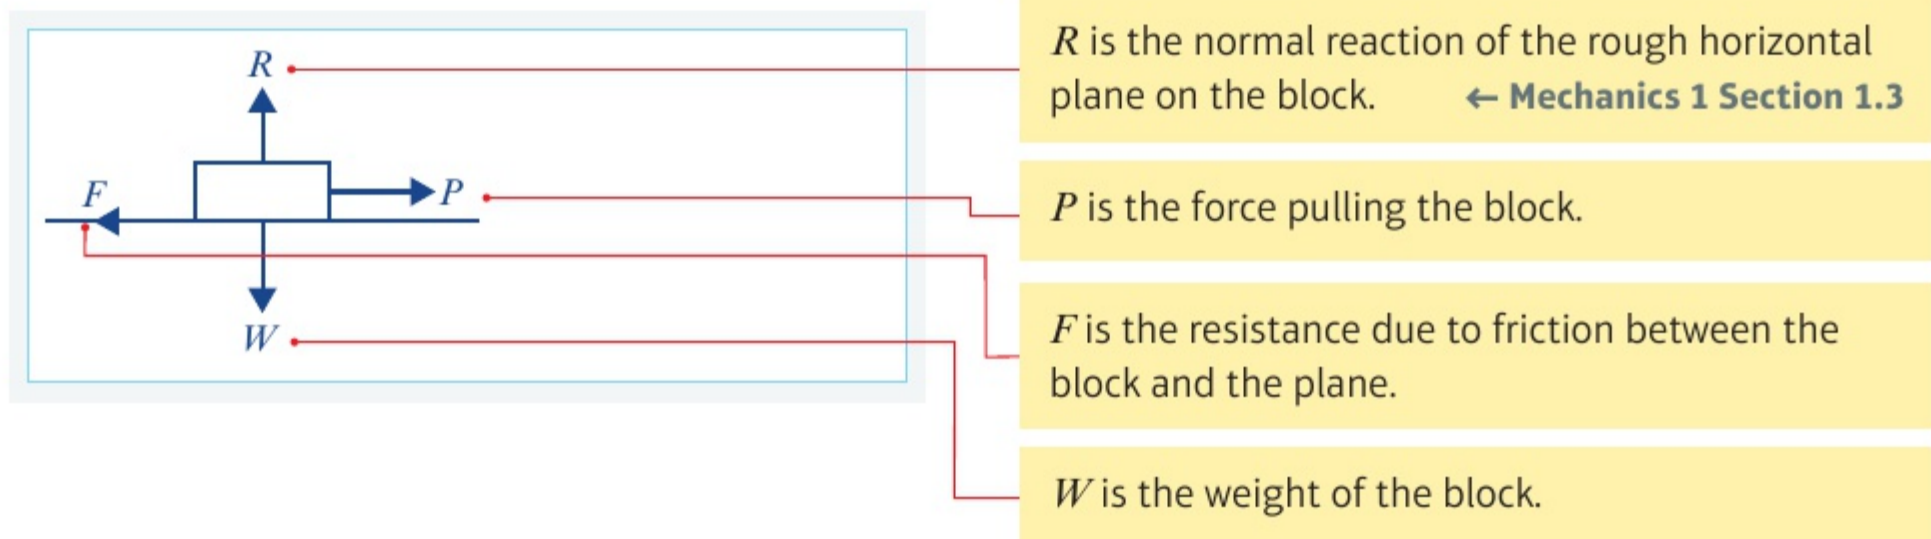 R
F
P
W
R is the normal reaction of the rough horizontal
plane on the block. ← Mechanics 1 Section 1.3
P is the force pulling the block.
F is the resistance due to friction between the
block and the plane.
W is the weight of the block.